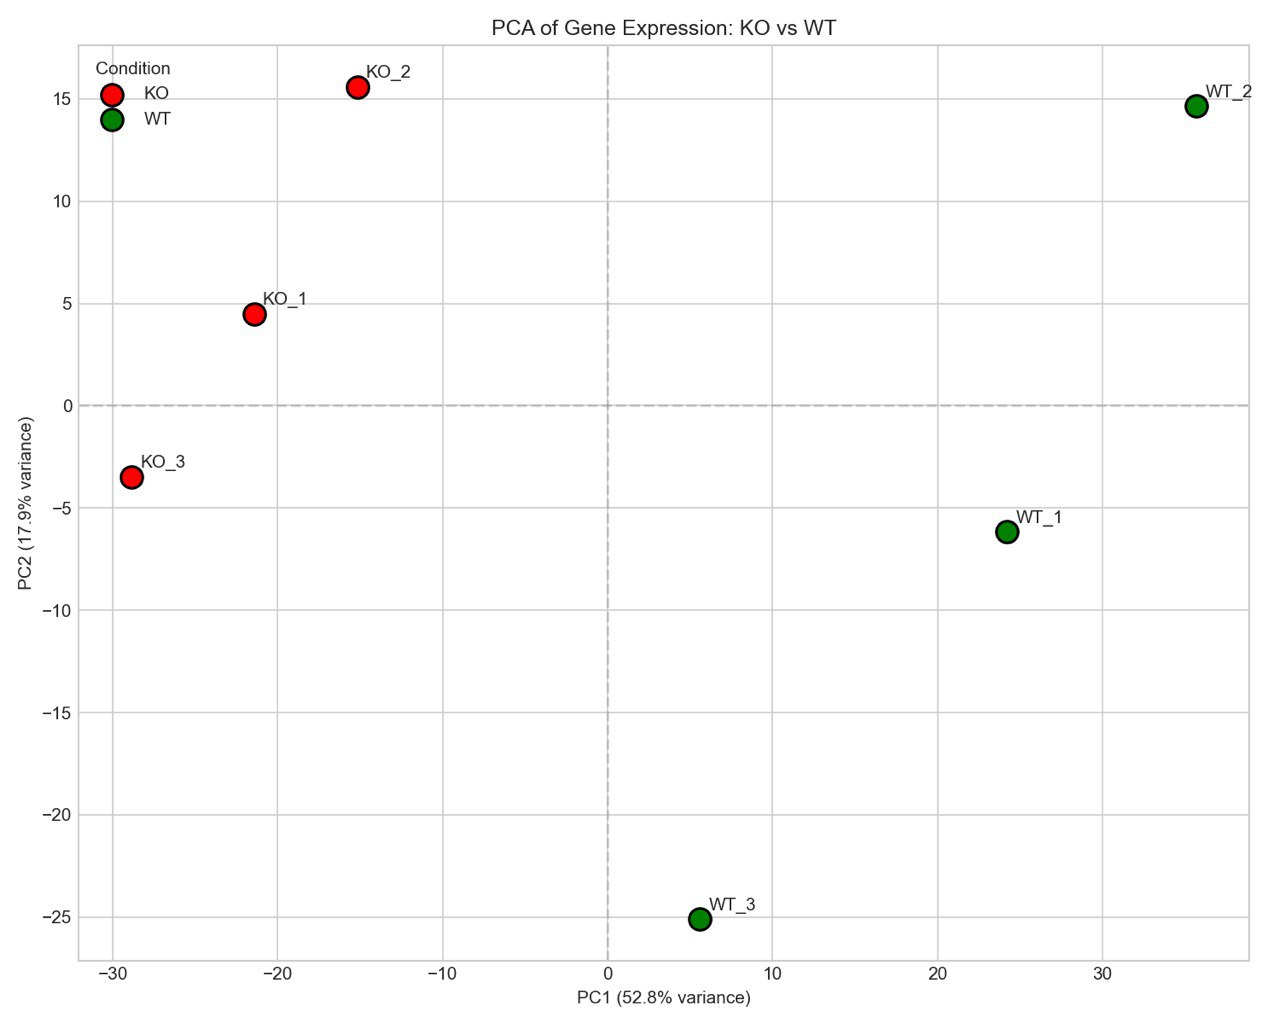 PCA of Gene Expression: KO vs WT
Condition
KO
WT
KO_2
WT_2
KO_1
KO_3
WT_1
WT_3
15
10
5
0
−5
−10
−15
−20
−25
PC2 (17.9% variance)
−30
−20
−10
0
10
20
30
PC1 (52.8% variance)